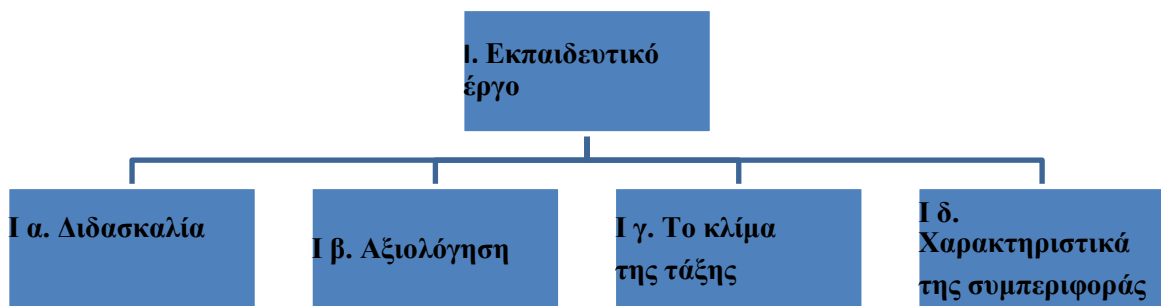 Ι. Εκπαιδευτικό
έργο
Ι α. Διδασκαλία
Ι β. Αξιολόγηση
Ι γ. Το κλίμα
της τάξης
Ι δ.
Χαρακτηριστικά
της συμπεριφοράς